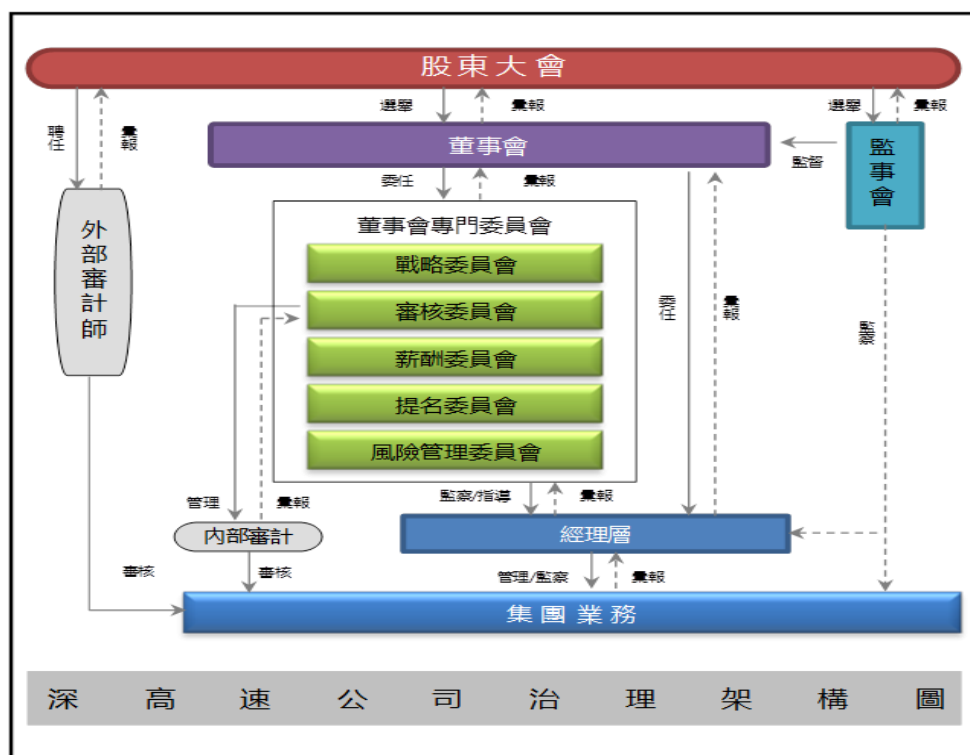 股東大會
聘任
彙報
選舉
彙報
選舉
彙報
董事會
監督
監事會
委任
彙報
外部審計師
董事會專門委員會
戰略委員會
審核委員會
薪酬委員會
提名委員會
風險管理委員會
委任
彙報
監察
管理
彙報
監察/指導
彙報
內部審計
經理層
審核
審核
管理/監察
彙報
集團業務
深高速公司治理架構圖